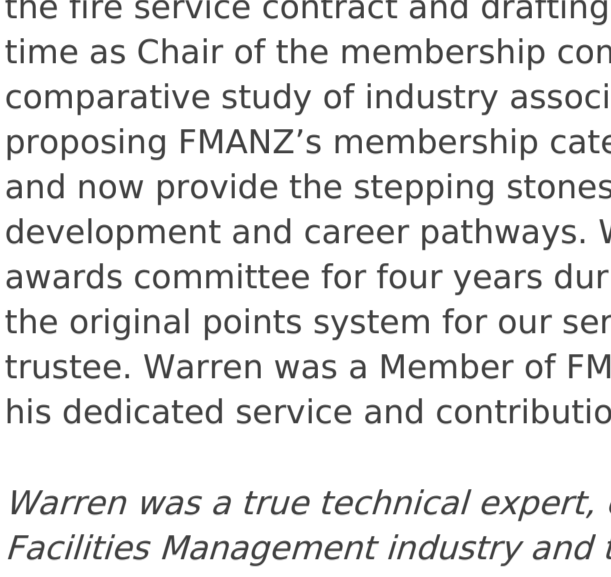 the fire service contract and drafting
time as Chair of the membership con
comparative study of industry associ
proposing FMANZ’s membership cate
and now provide the stepping stones
development and career pathways. W
awards committee for four years dur
the original points system for our ser
trustee. Warren was a Member of FM
his dedicated service and contributio
Warren was a true technical expert,
Facilities Management industry and t